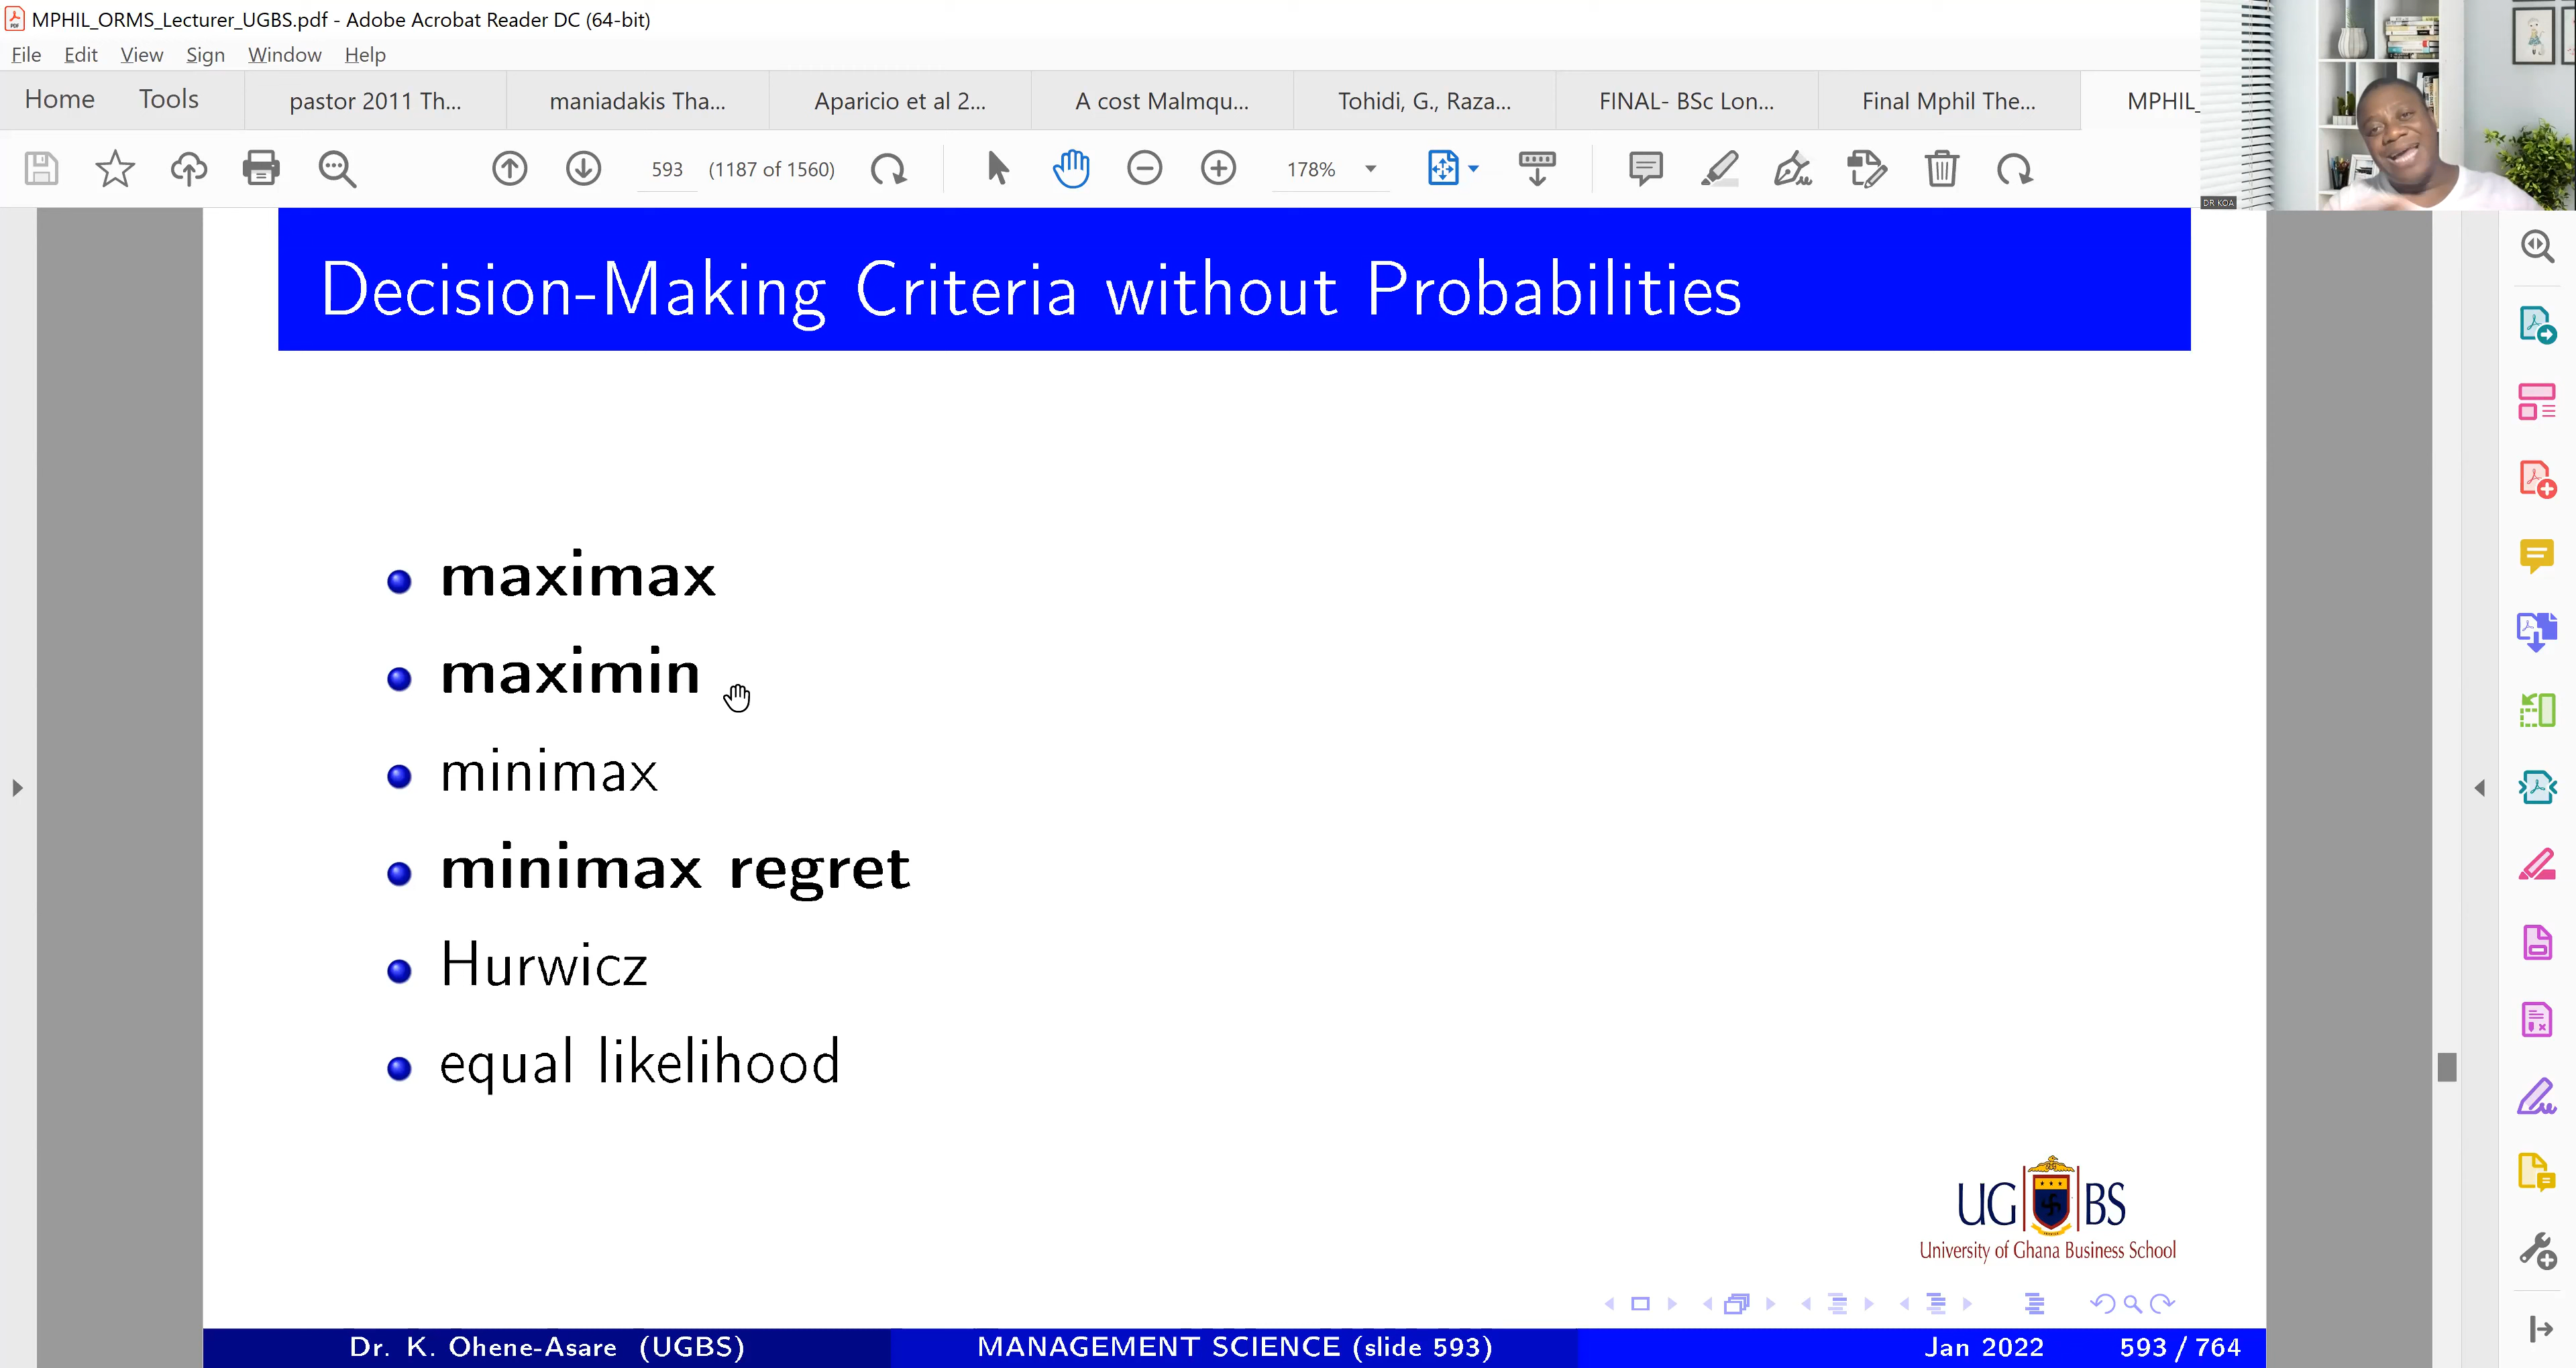 MPHIL_ORMS_Lecturer_UGBS.pdf - Adobe Acrobat Reader DC (64-bit)
File Edit View Sign Window Help
Home Tools pastor 2011 Th... maniadakis Tha... Aparicio et al 2... A cost Malmqu... Tohidi, G., Raza... FINAL- BSc Lon... Final Mphil The... MPHIL_
593 (1187 of 1560) 178%
DR KOA
Decision-Making Criteria without Probabilities
maximax
maximin
minimax
minimax regret
Hurwicz
equal likelihood
UG BS
University of Ghana Business School
Dr. K. Ohene-Asare (UGBS) MANAGEMENT SCIENCE (slide 593) Jan 2022 593 / 764